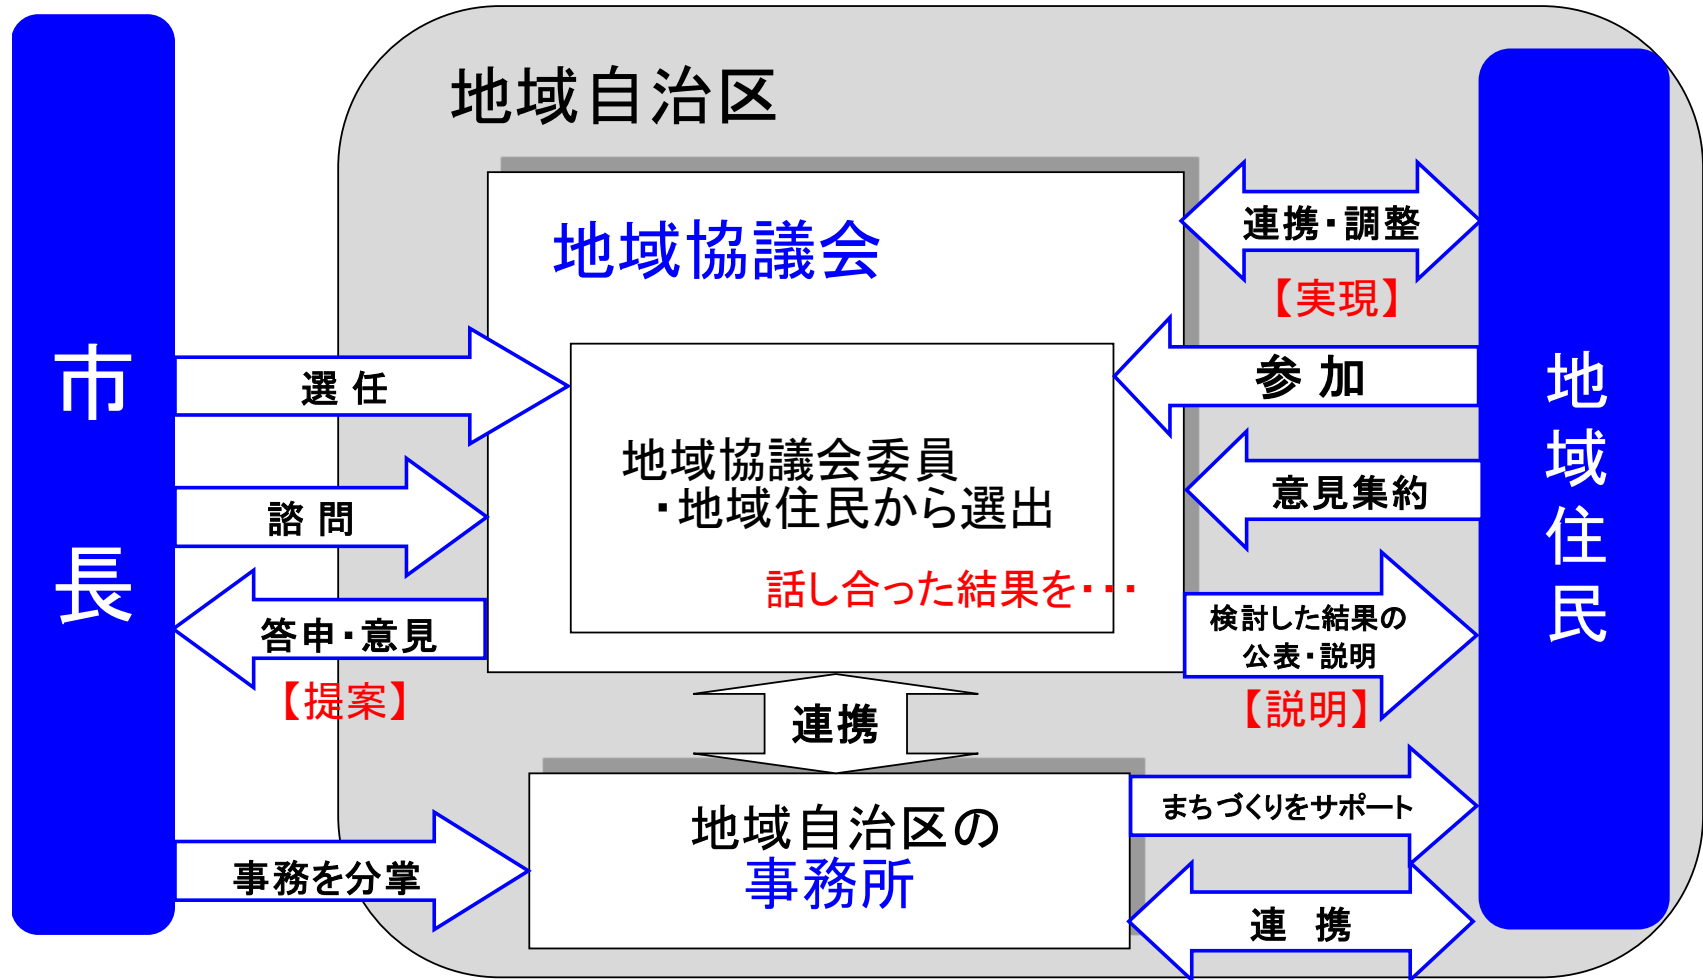 地域自治区
市長
地域協議会
選 任
諮 問
答申・意見
【提案】
地域協議会委員
・地域住民から選出
話し合った結果を・・・
連携・調整
【実現】
参 加
意見集約
検討した結果の
公表・説明
【説明】
地域住民
連携
事務を分掌
地域自治区の
事務所
まちづくりをサポート
連 携